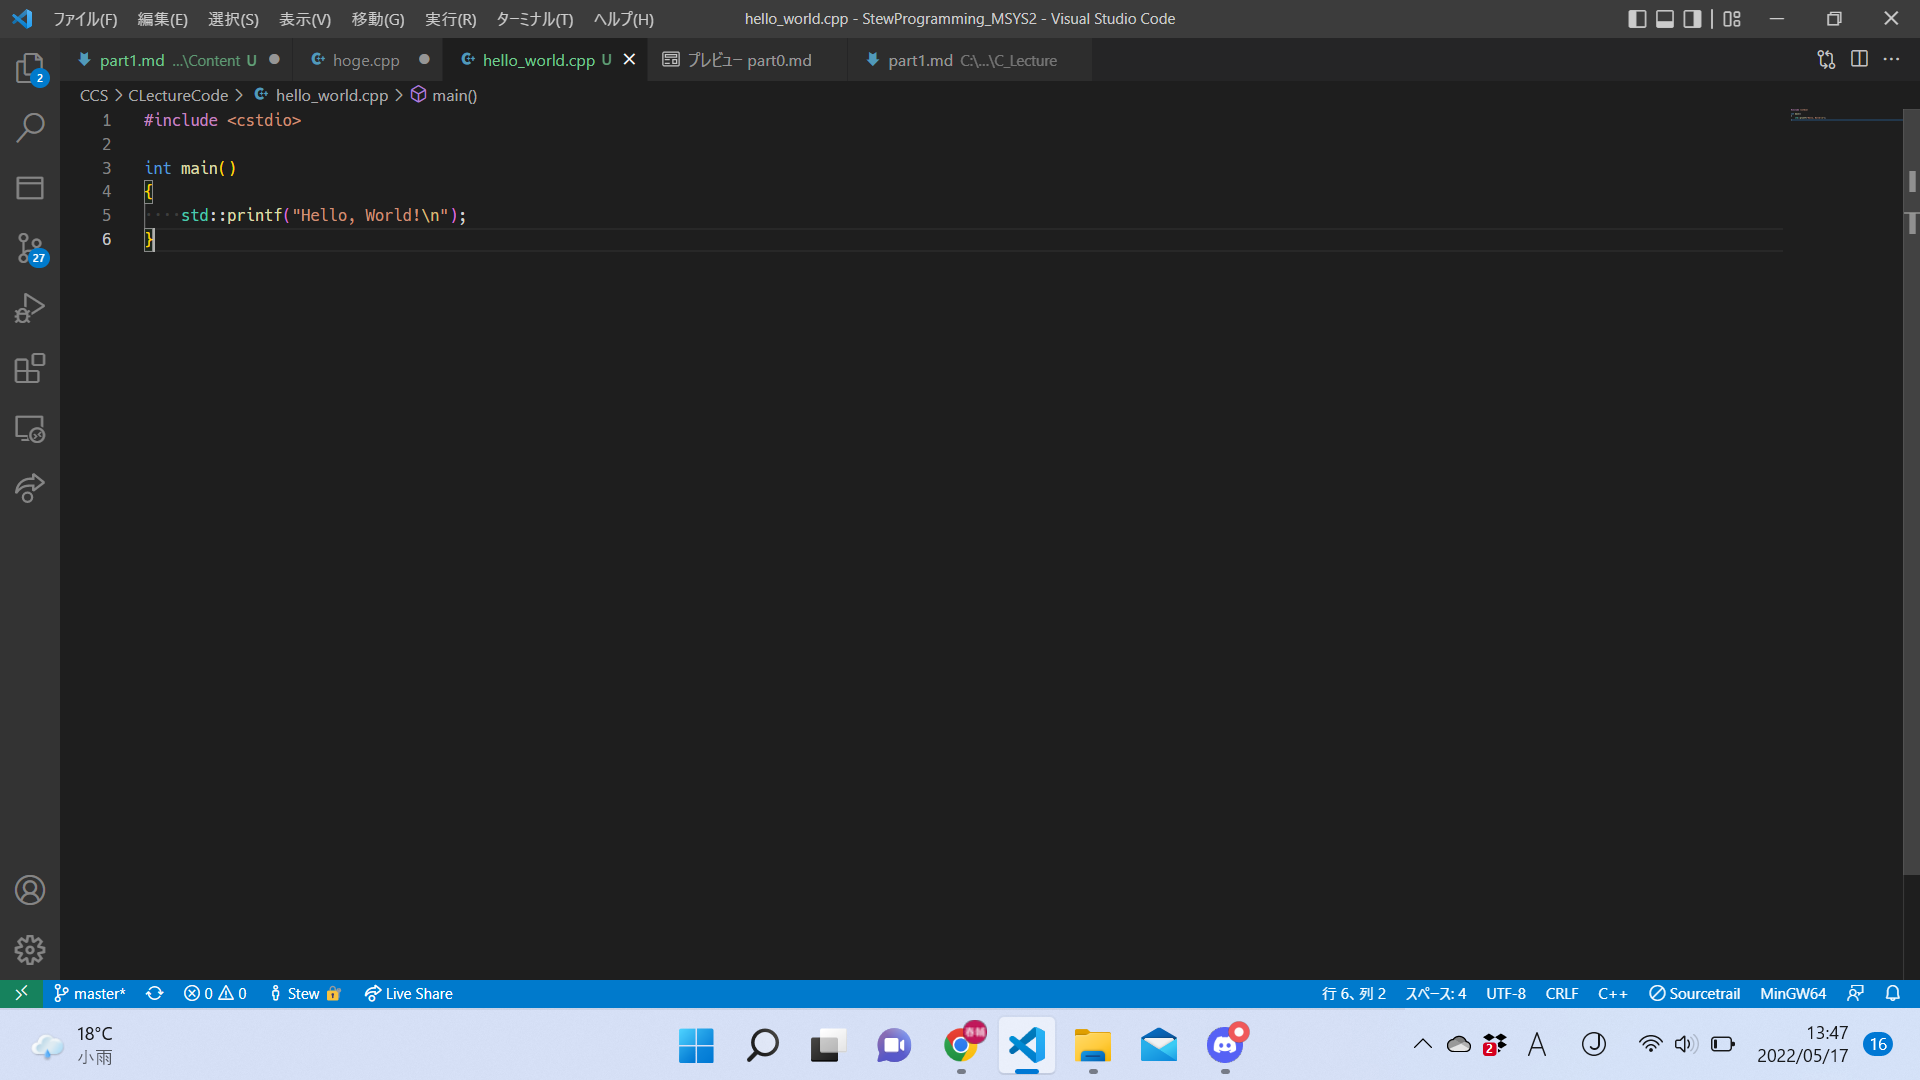 ファイル(F) 編集(E) 選択(S) 表示(V) 移動(G) 実行(R) ターミナル(T) ヘルプ(H) hello_world.cpp - StewProgramming_MSYS2 - Visual Studio Code
part1.md ...\Content U hoge.cpp hello_world.cpp U プレビュー part0.md part1.md C:\...\C_Lecture
CCS > CLectureCode > hello_world.cpp > main()
1 #include <cstdio>
2
3 int main()
4 {
5 ····std::printf("Hello, World!\n");
6 }
2
27
master* 0 0 Stew Live Share 行 6、列 2 スペース: 4 UTF-8 CRLF C++ Sourcetrail MinGW64
18°C
小雨
2 A J
13:47
2022/05/17
16